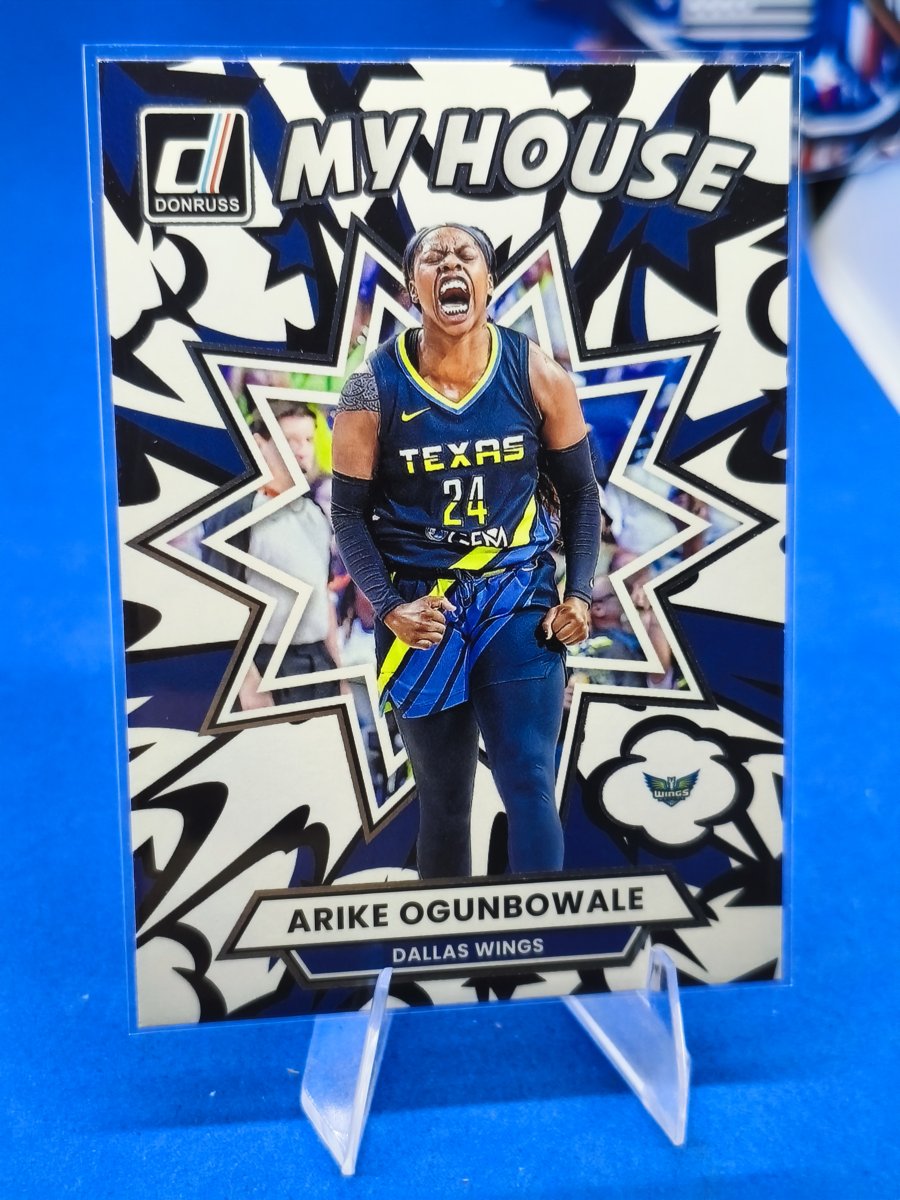 MY HOUSE
d
DONRUSS
TEXAS
24
WINGS
ARIKE OGUNBOWALE
DALLAS WINGS